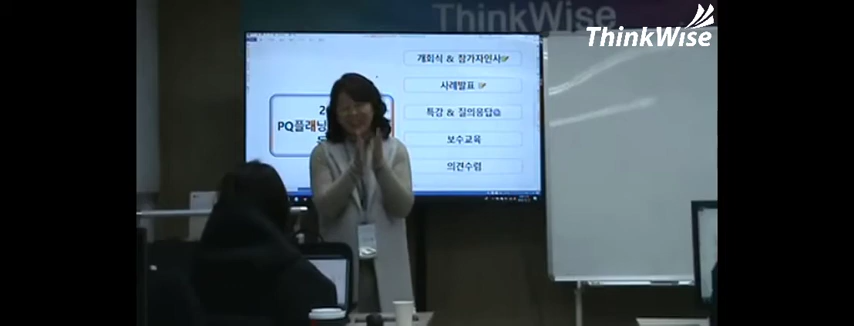 ThinkWise
ThinkWise
개회식 & 참가자인사
사례발표
특강 & 질의응답
PQ플래닝
보수교육
의견수렴